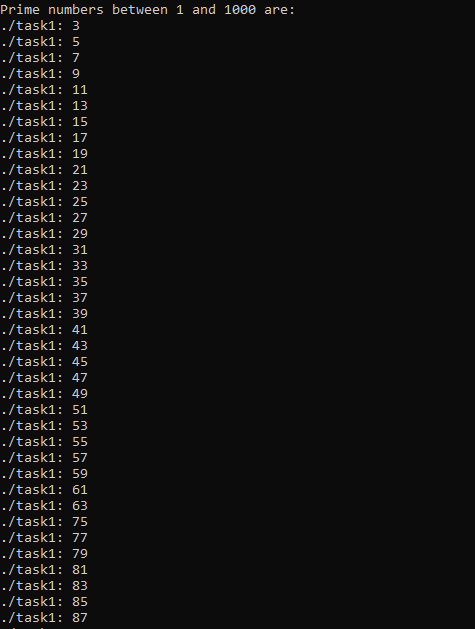 Prime numbers between 1 and 1000 are:
./task1: 3
./task1: 5
./task1: 7
./task1: 9
./task1: 11
./task1: 13
./task1: 15
./task1: 17
./task1: 19
./task1: 21
./task1: 23
./task1: 25
./task1: 27
./task1: 29
./task1: 31
./task1: 33
./task1: 35
./task1: 37
./task1: 39
./task1: 41
./task1: 43
./task1: 45
./task1: 47
./task1: 49
./task1: 51
./task1: 53
./task1: 55
./task1: 57
./task1: 59
./task1: 61
./task1: 63
./task1: 75
./task1: 77
./task1: 79
./task1: 81
./task1: 83
./task1: 85
./task1: 87